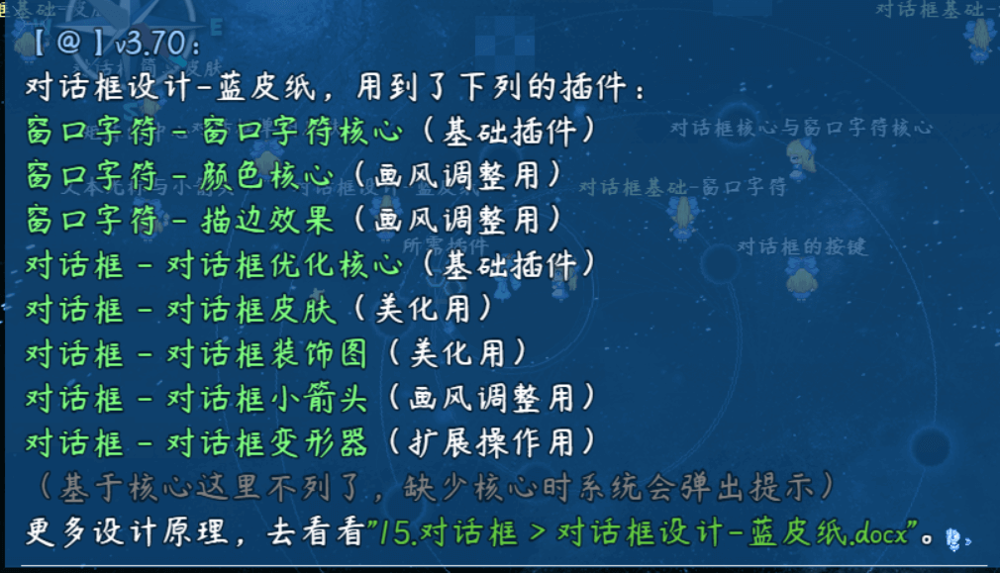 【@】v3.70：
对话框设计-蓝皮纸，用到了下列的插件：
窗口字符 - 窗口字符核心（基础插件）
窗口字符 - 颜色核心（画风调整用）
窗口字符 - 描边效果（画风调整用）
对话框 - 对话框优化核心（基础插件）
对话框 - 对话框皮肤（美化用）
对话框 - 对话框装饰图（美化用）
对话框 - 对话框小箭头（画风调整用）
对话框 - 对话框变形器（扩展操作用）
（基于核心这里不列了，缺少核心时系统会弹出提示）
更多设计原理，去看看"15.对话框 > 对话框设计-蓝皮纸.docx"。
对话框基础-
对话框核心与窗口字符核心
对话框基础-窗口字符
所需插件
对话框的按键